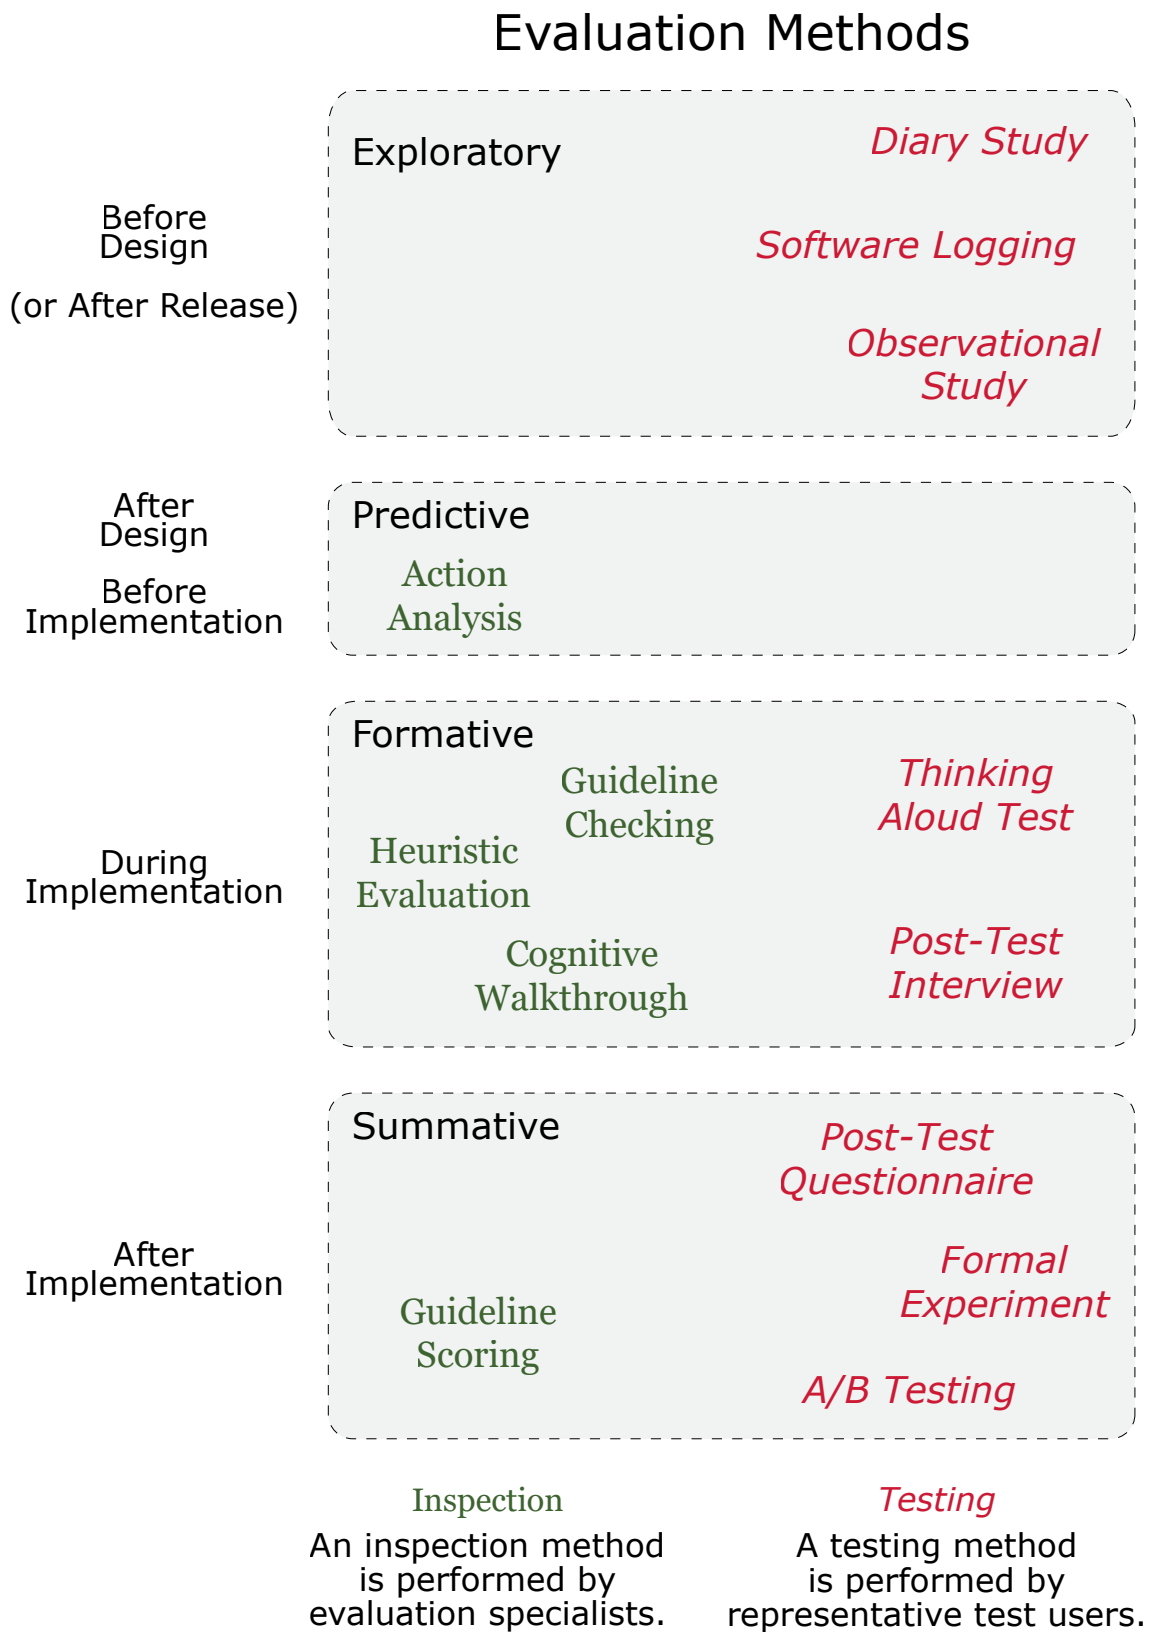 Evaluation Methods
Before
Design
(or After Release)
Exploratory
Diary Study
Software Logging
Observational
Study
After
Design
Before
Implementation
Predictive
Action
Analysis
During
Implementation
Formative
Guideline
Checking
Heuristic
Evaluation
Cognitive
Walkthrough
Thinking
Aloud Test
Post-Test
Interview
After
Implementation
Summative
Guideline
Scoring
Post-Test
Questionnaire
Formal
Experiment
A/B Testing
Inspection
An inspection method
is performed by
evaluation specialists.
Testing
A testing method
is performed by
representative test users.